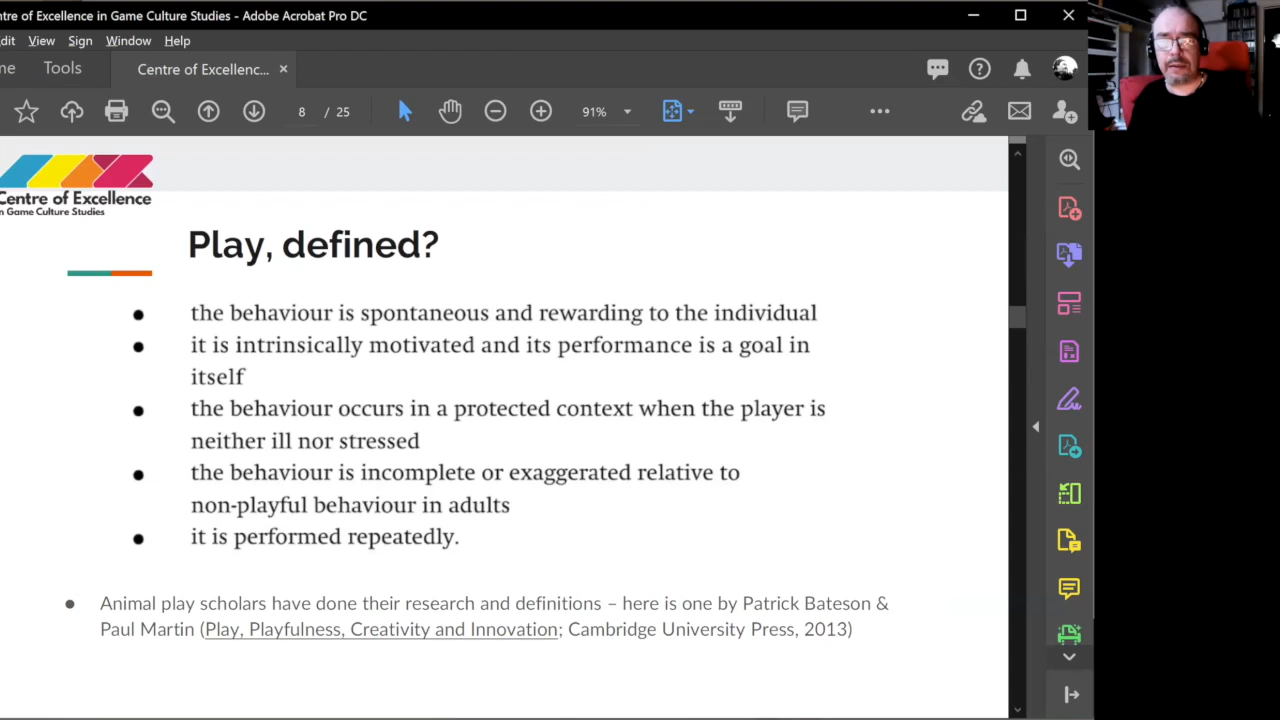 ntre of Excellence in Game Culture Studies - Adobe Acrobat Pro DC
dit View Sign Window Help
me Tools Centre of Excellenc... ×
8 / 25 91%
Centre of Excellence
n Game Culture Studies
Play, defined?
● the behaviour is spontaneous and rewarding to the individual
● it is intrinsically motivated and its performance is a goal in
itself
● the behaviour occurs in a protected context when the player is
neither ill nor stressed
● the behaviour is incomplete or exaggerated relative to
non-playful behaviour in adults
● it is performed repeatedly.
● Animal play scholars have done their research and definitions – here is one by Patrick Bateson &
Paul Martin (Play, Playfulness, Creativity and Innovation; Cambridge University Press, 2013)